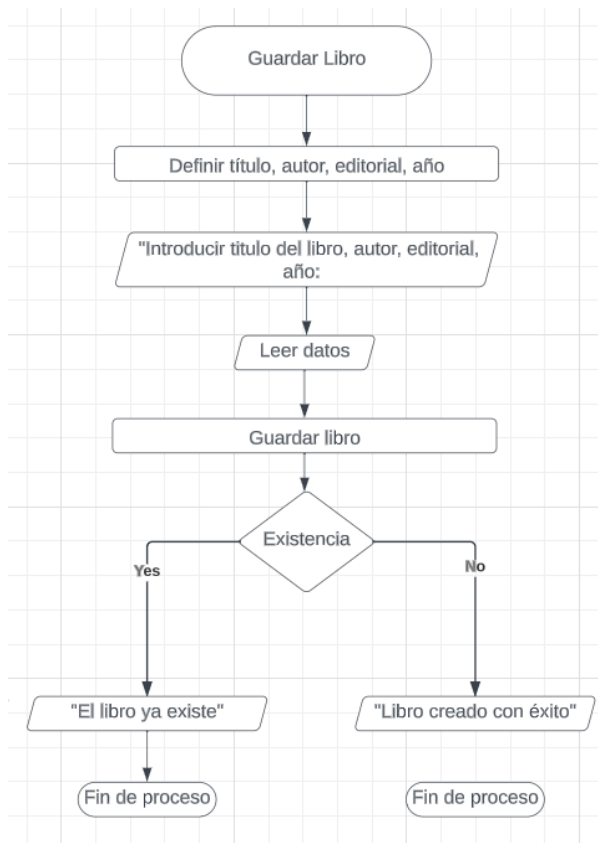 Guardar Libro
Definir título, autor, editorial, año
"Introducir titulo del libro, autor, editorial,
año:
Leer datos
Guardar libro
Existencia
Yes
No
"El libro ya existe"
"Libro creado con éxito"
Fin de proceso
Fin de proceso